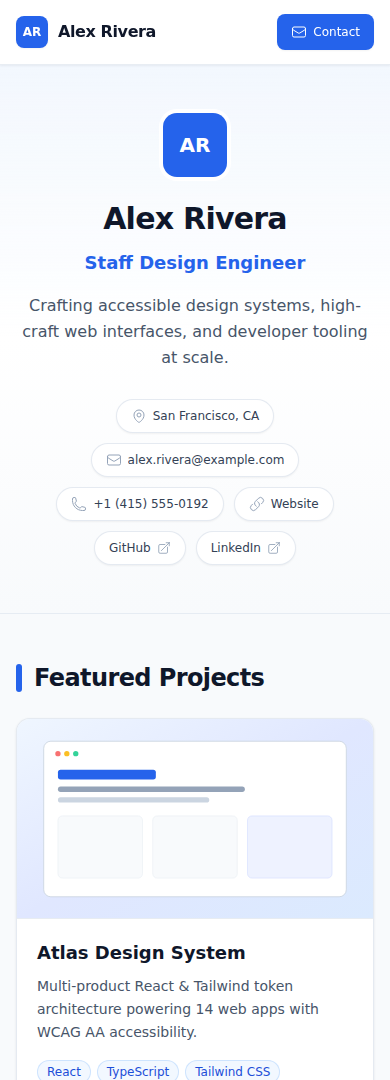 AR Alex Rivera Contact
AR
Alex Rivera
Staff Design Engineer
Crafting accessible design systems, high-
craft web interfaces, and developer tooling
at scale.
San Francisco, CA
alex.rivera@example.com
+1 (415) 555-0192 Website
GitHub LinkedIn
Featured Projects
Atlas Design System
Multi-product React & Tailwind token
architecture powering 14 web apps with
WCAG AA accessibility.
React TypeScript Tailwind CSS